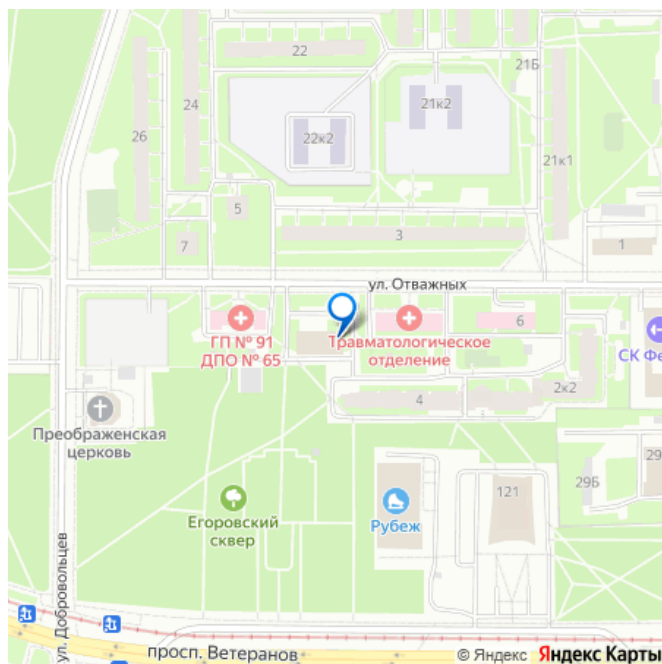 22
21Б
24
21к2
26
22к2
21к1
5
3
7
1
ул. Отважных
ГП № 91
ДПО № 65
Травматологическое
отделение
6
СК Фе
2к2
4
Преображенская
церковь
29
29Б
121
Егоровский
сквер
Рубеж
ул. Добровольцев
просп. Ветеранов
© Яндекс Яндекс Карты